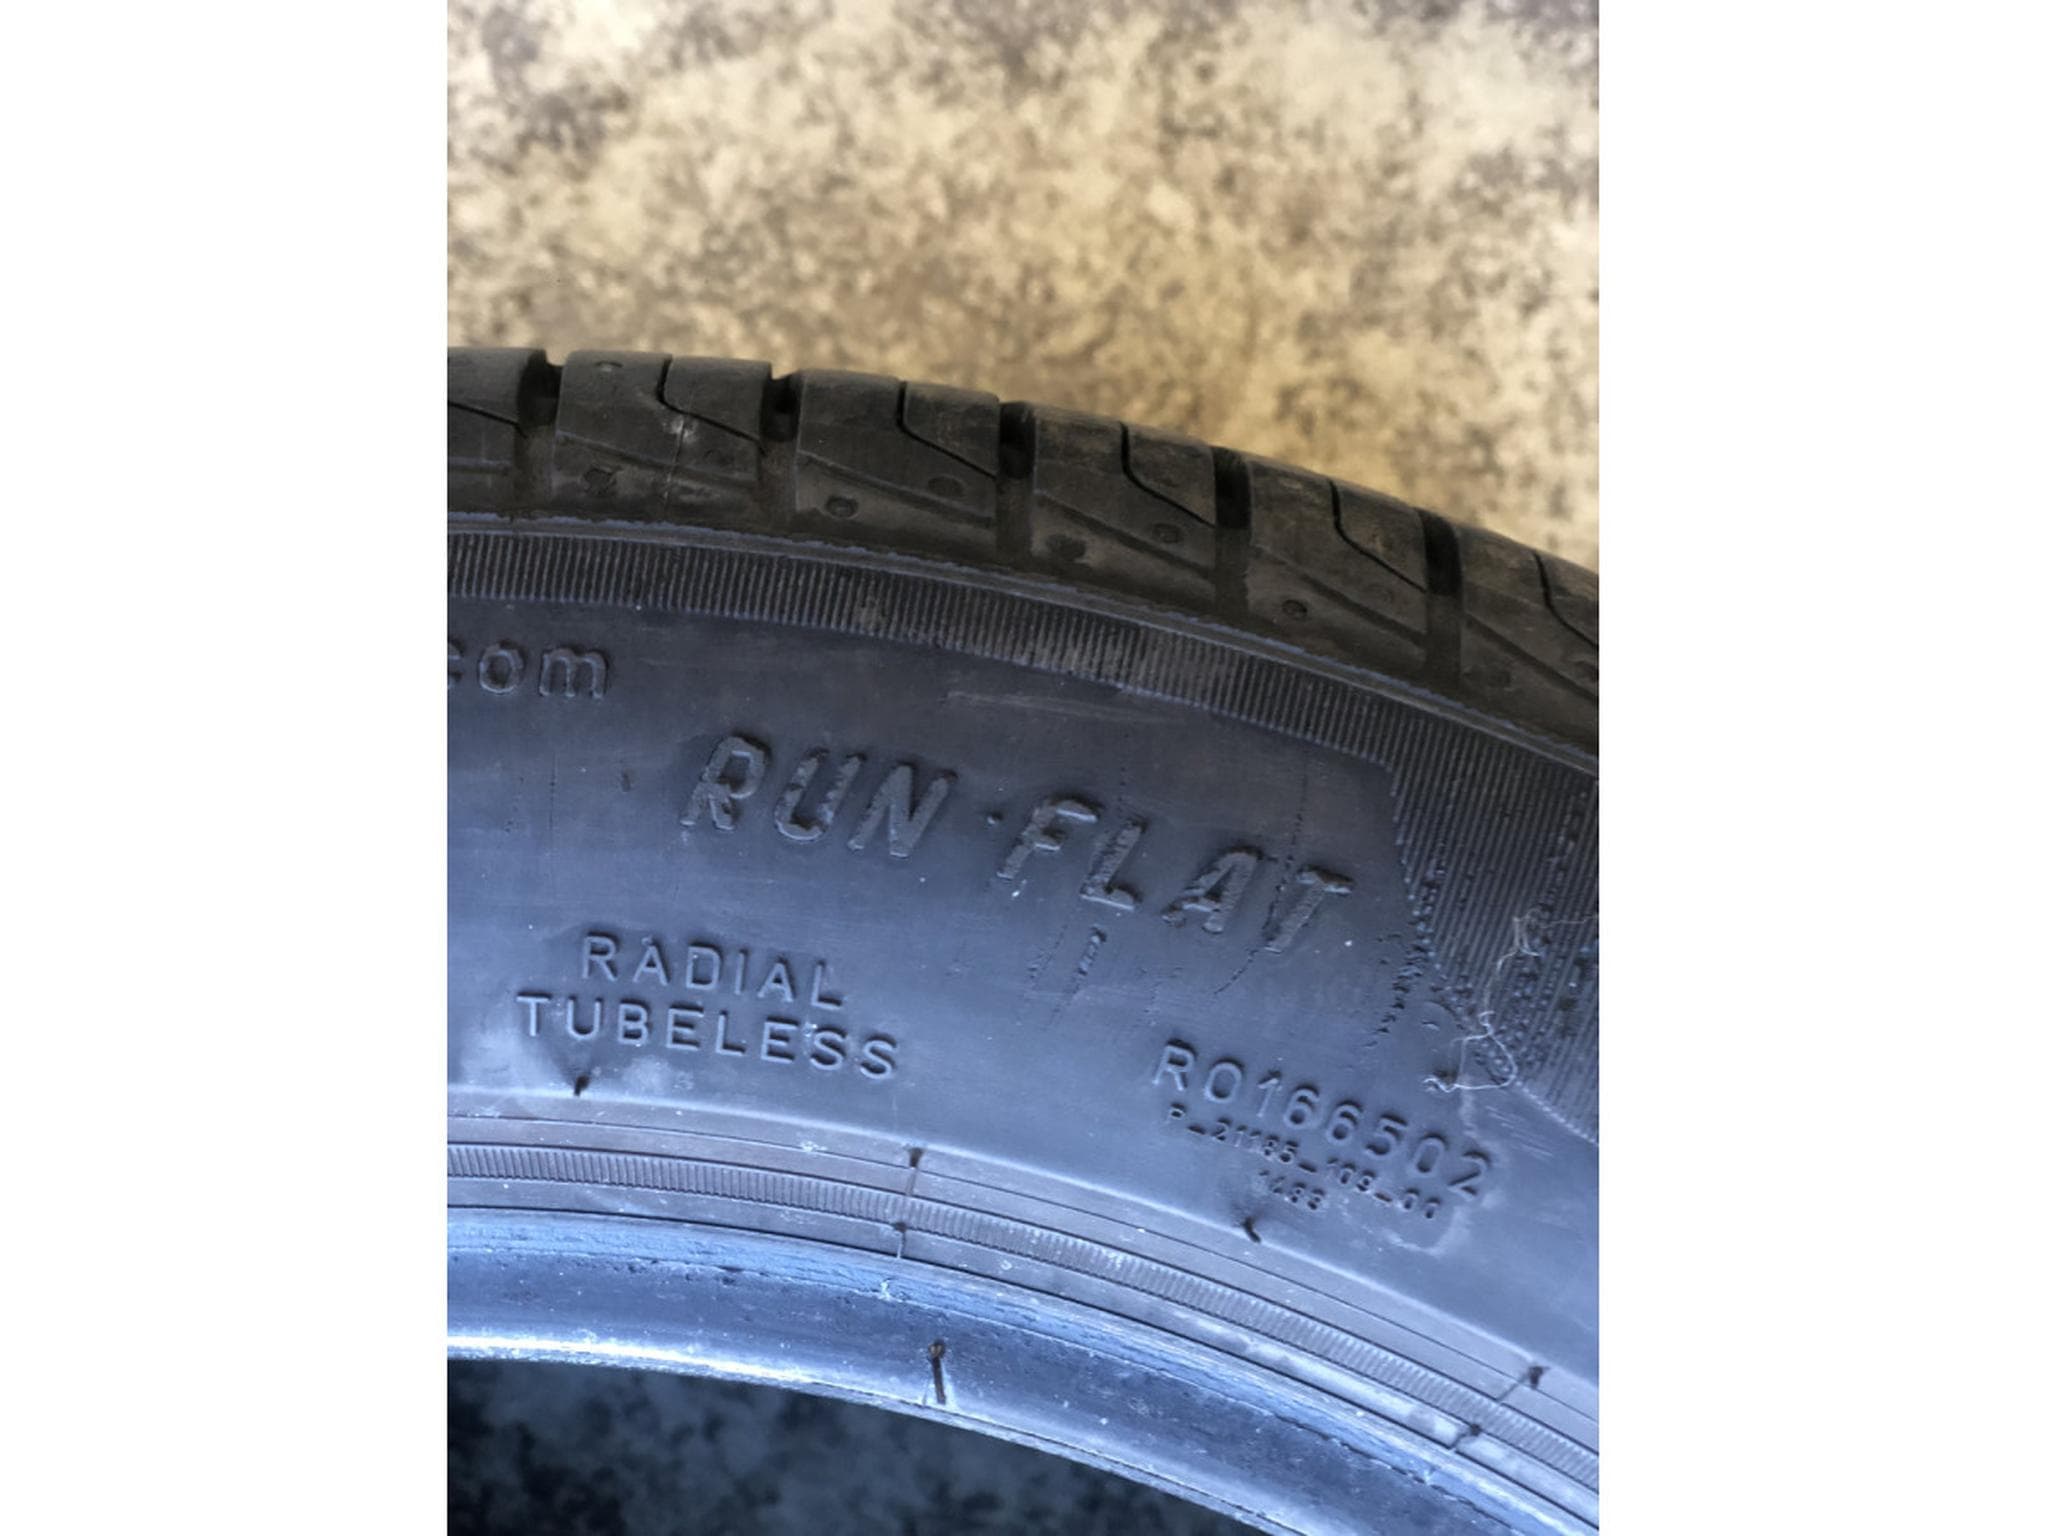 com
RUN·FLAT
RADIAL
TUBELESS
RO166502